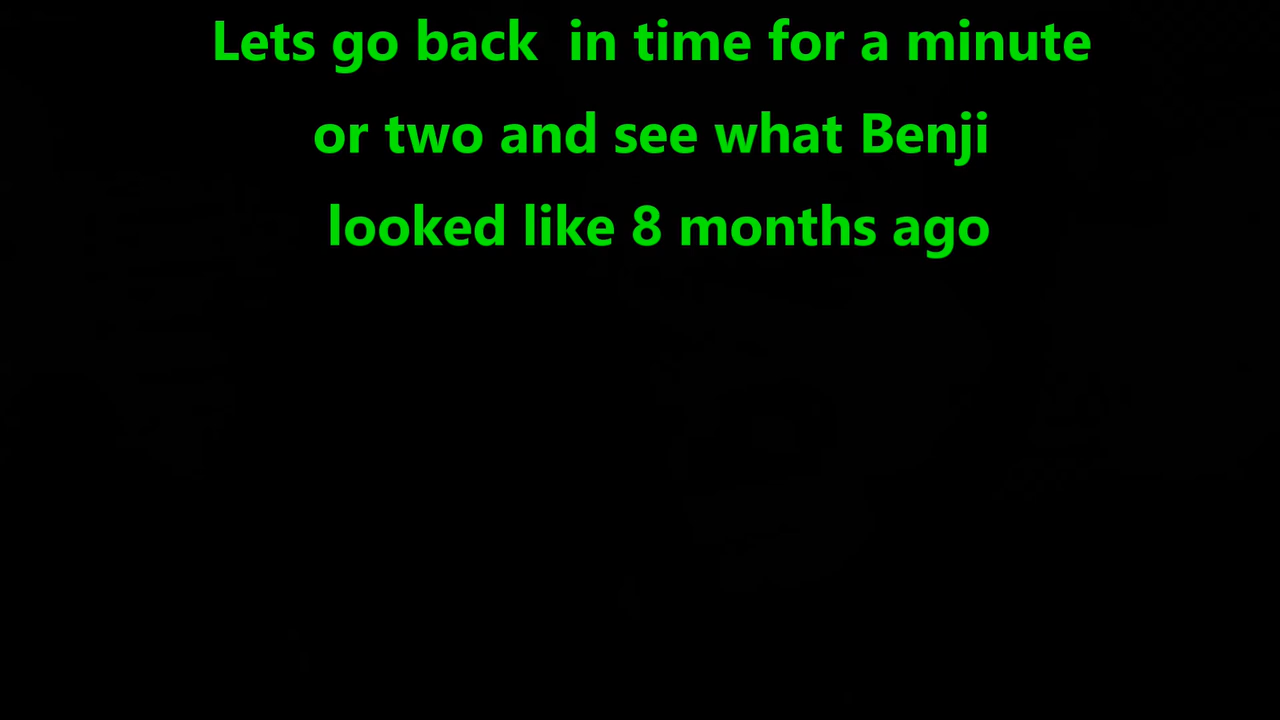 Lets go back  in time for a minute
or two and see what Benji
looked like 8 months ago